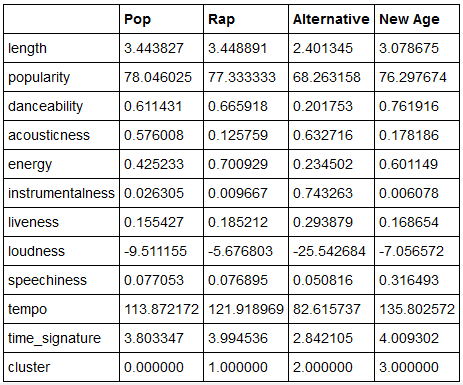 Pop Rap Alternative New Age
length 3.443827 3.448891 2.401345 3.078675
popularity 78.046025 77.333333 68.263158 76.297674
danceability 0.611431 0.665918 0.201753 0.761916
acousticness 0.576008 0.125759 0.632716 0.178186
energy 0.425233 0.700929 0.234502 0.601149
instrumentalness 0.026305 0.009667 0.743263 0.006078
liveness 0.155427 0.185212 0.293879 0.168654
loudness -9.511155 -5.676803 -25.542684 -7.056572
speechiness 0.077053 0.076895 0.050816 0.316493
tempo 113.872172 121.918969 82.615737 135.802572
time_signature 3.803347 3.994536 2.842105 4.009302
cluster 0.000000 1.000000 2.000000 3.000000